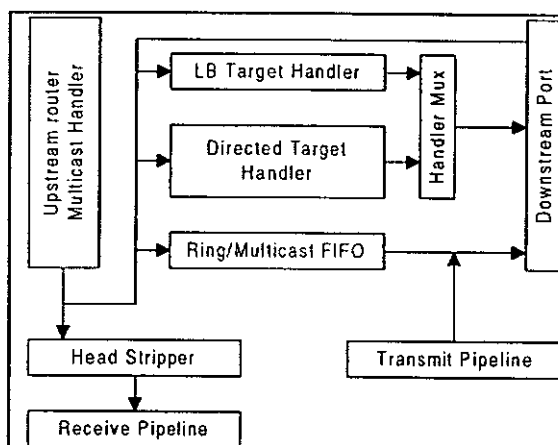 Upstream router
Multicast Handler
LB Target Handler
Directed Target
Handler
Ring/Multicast FIFO
Handler Mux
Downstream Port
Head Stripper
Transmit Pipeline
Receive Pipeline